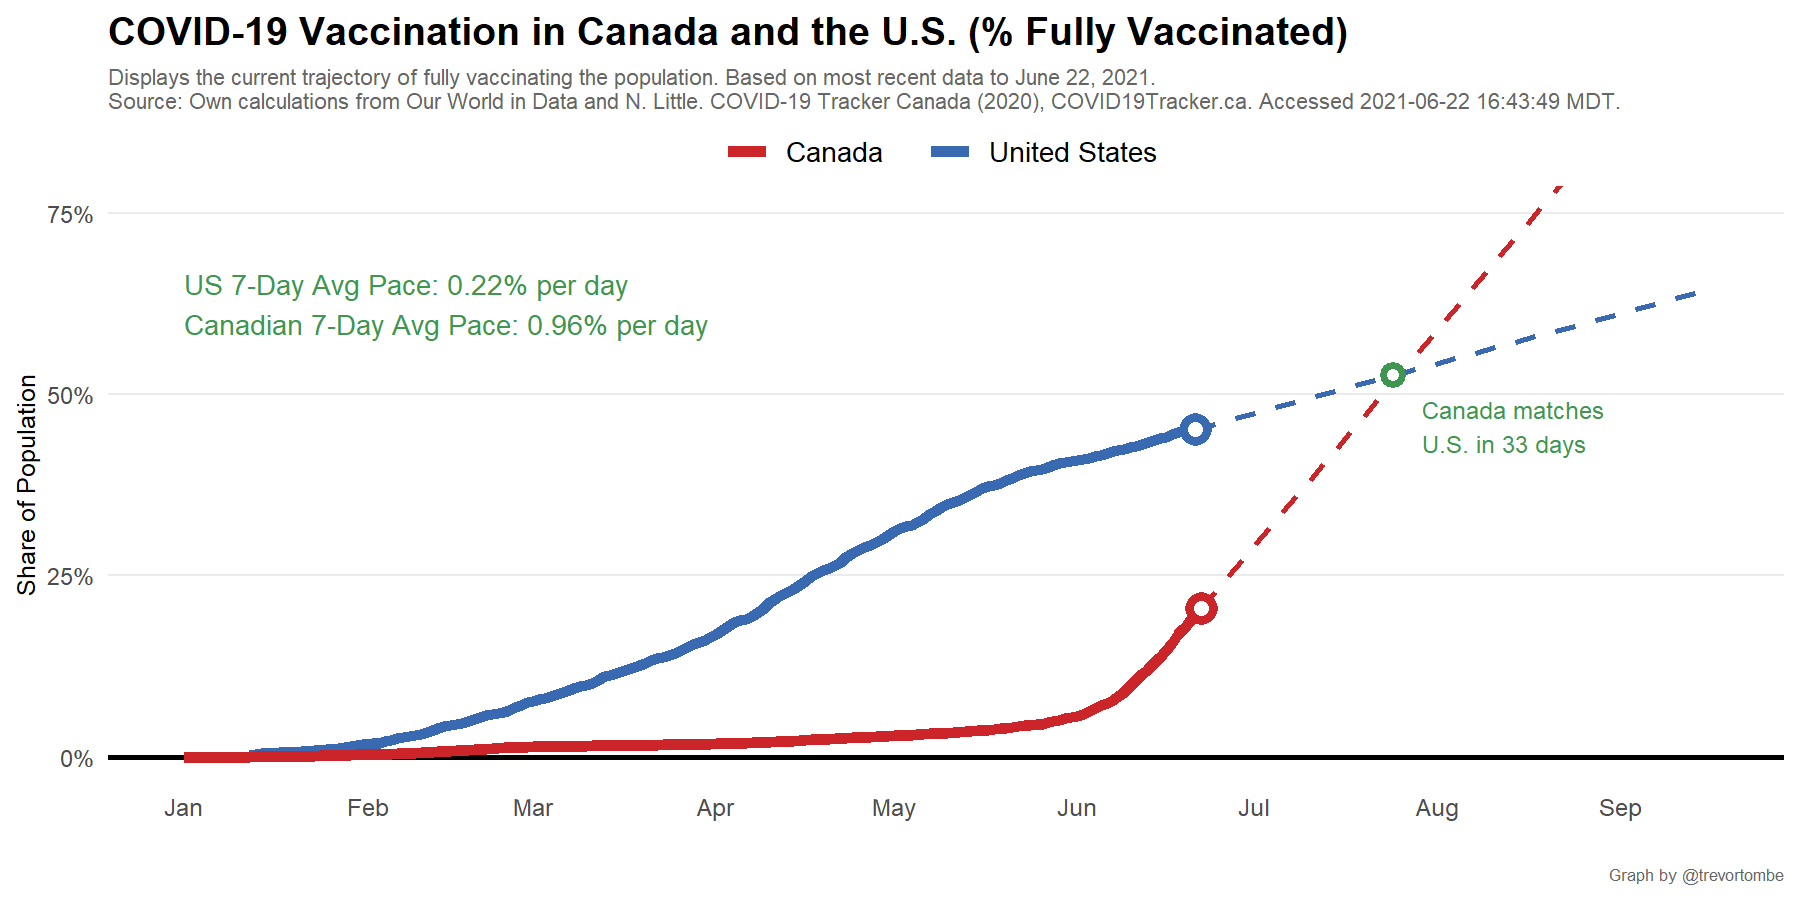 COVID-19 Vaccination in Canada and the U.S. (% Fully Vaccinated)
Displays the current trajectory of fully vaccinating the population. Based on most recent data to June 22, 2021.
Source: Own calculations from Our World in Data and N. Little. COVID-19 Tracker Canada (2020), COVID19Tracker.ca. Accessed 2021-06-22 16:43:49 MDT.
Canada
United States
75%
50%
25%
0%
Share of Population
US 7-Day Avg Pace: 0.22% per day
Canadian 7-Day Avg Pace: 0.96% per day
Canada matches
U.S. in 33 days
Jan
Feb
Mar
Apr
May
Jun
Jul
Aug
Sep
Graph by @trevortombe